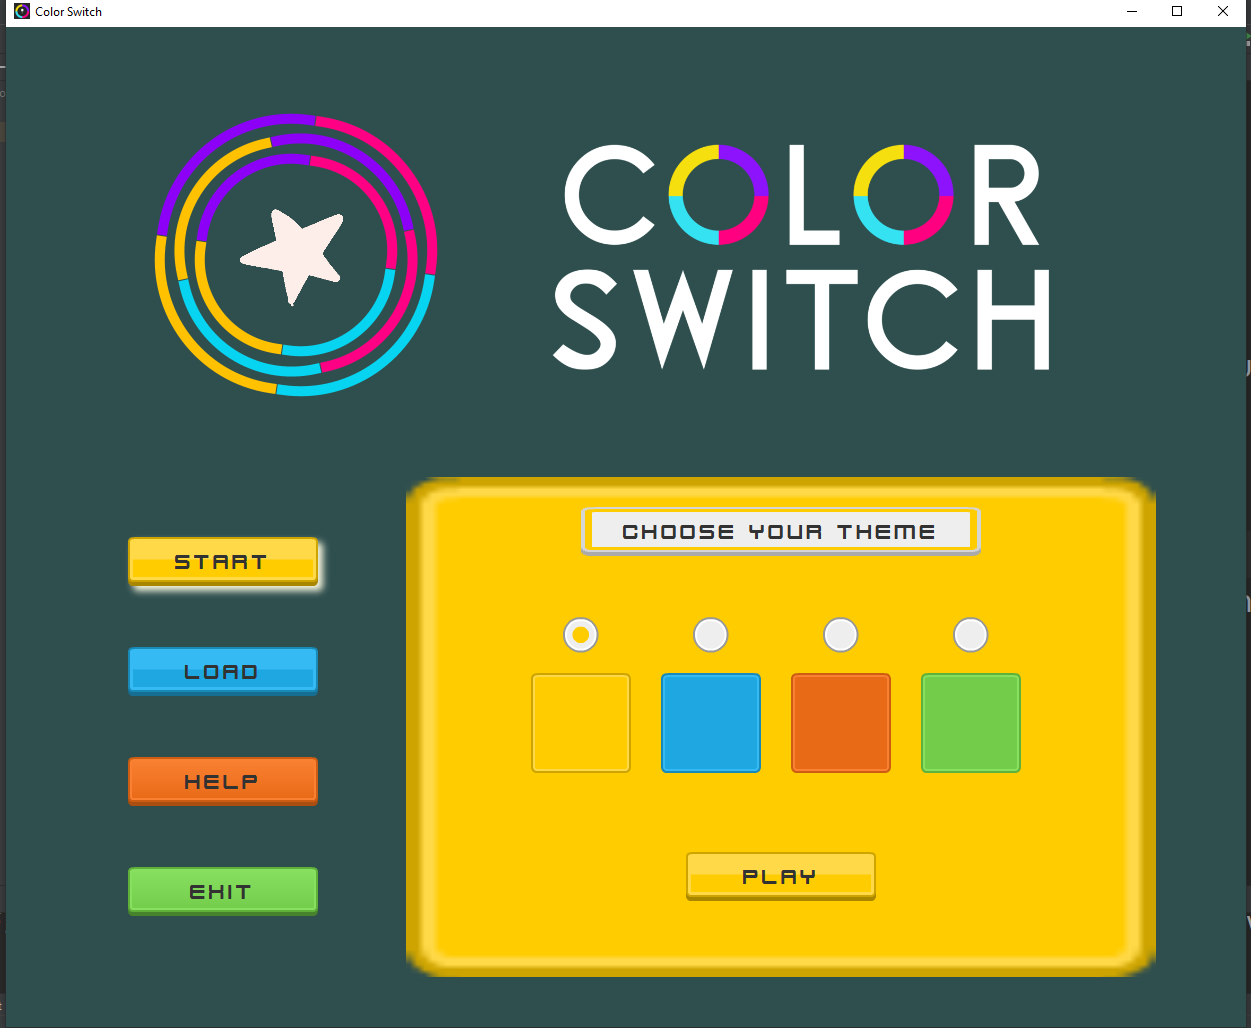 Color Switch
COLOR
SWITCH
CHOOSE YOUR THEME
START
LOAD
HELP
EXIT
PLAY